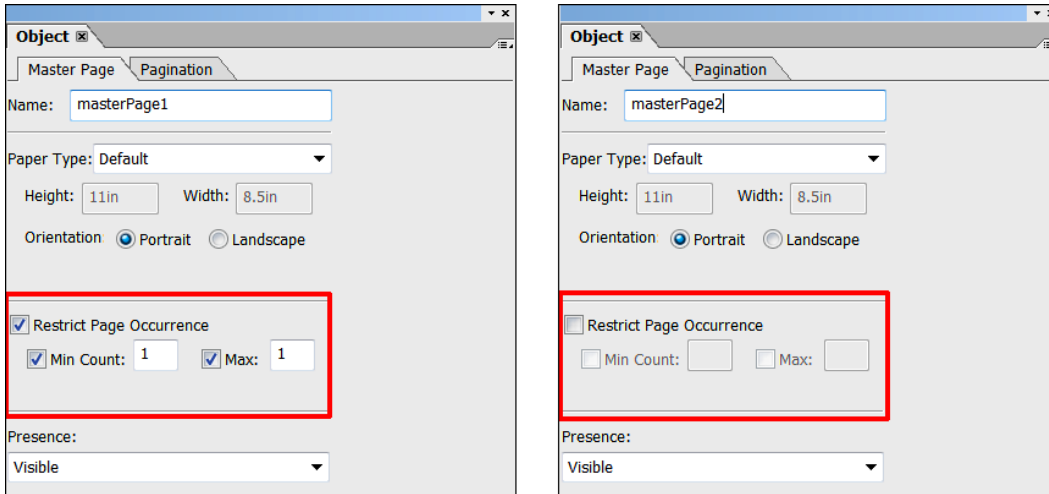 Object
Master Page Pagination
Name: masterPage1
Paper Type: Default
Height: 11in Width: 8.5in
Orientation Portrait Landscape
Restrict Page Occurrence
Min Count: 1 Max: 1
Presence:
Visible
Object
Master Page Pagination
Name: masterPage2
Paper Type: Default
Height: 11in Width: 8.5in
Orientation Portrait Landscape
Restrict Page Occurrence
Min Count: Max:
Presence:
Visible